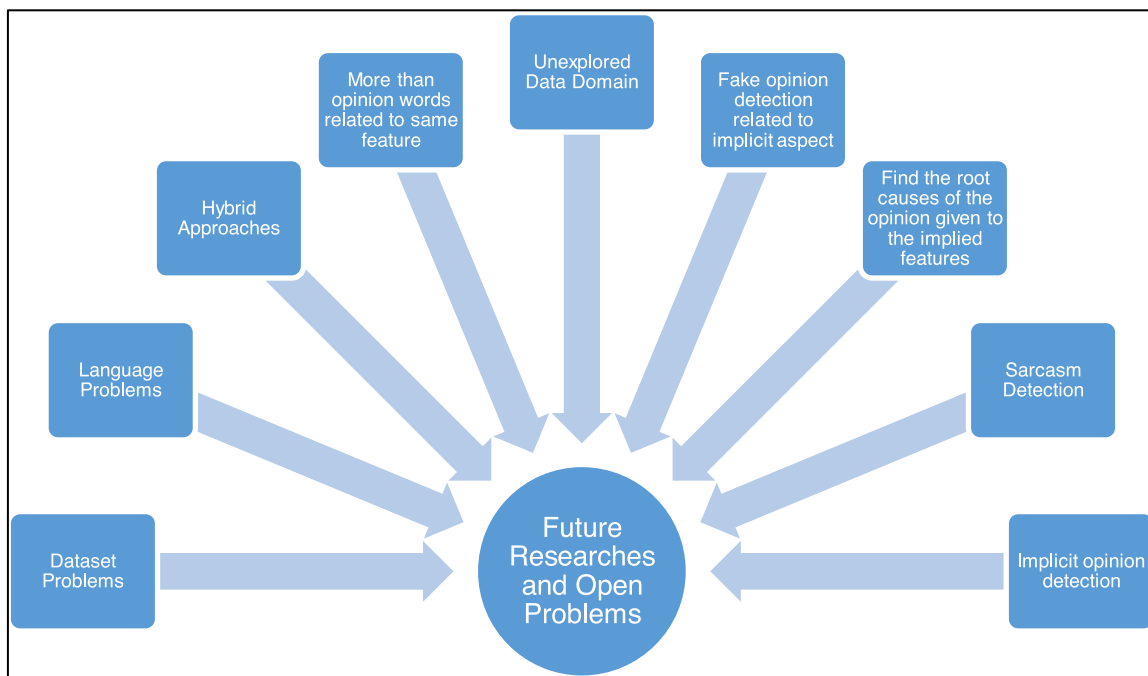 Unexplored
Data Domain
More than
opinion words
related to same
feature
Fake opinion
detection
related to
implicit aspect
Hybrid
Approaches
Find the root
causes of the
opinion given to
the implied
features
Language
Problems
Sarcasm
Detection
Dataset
Problems
Future
Researches
and Open
Problems
Implicit opinion
detection